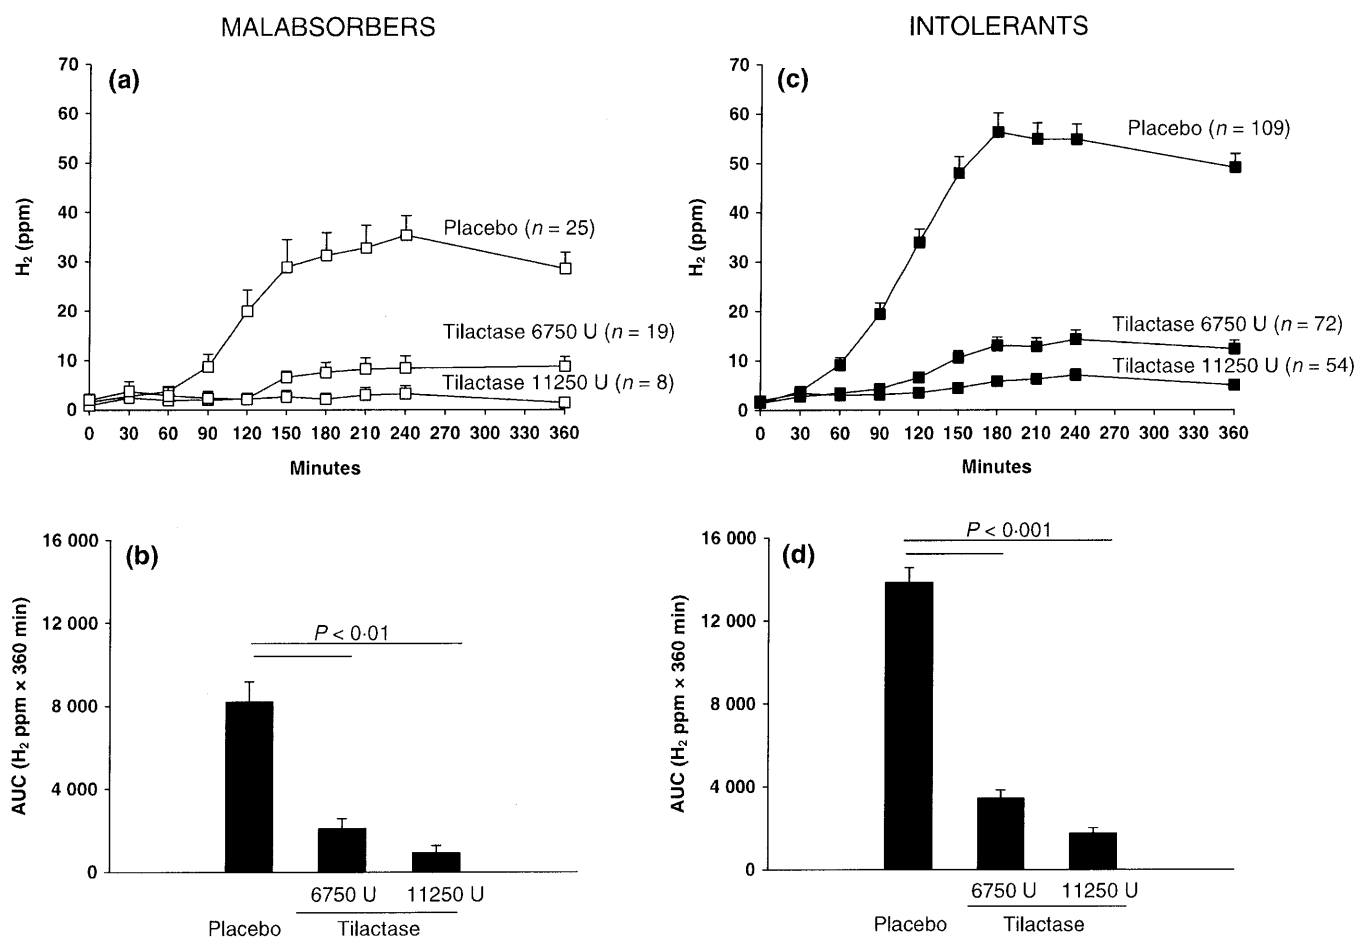 MALABSORBERS
(a)
70
60
50
40
30
20
10
0
H2 (ppm)
Placebo (n = 25)
Tilactase 6750 U (n = 19)
Tilactase 11250 U (n = 8)
0 30 60 90 120 150 180 210 240 270 300 330 360
Minutes
INTOLERANTS
(c)
70
60
50
40
30
20
10
0
H2 (ppm)
Placebo (n = 109)
Tilactase 6750 U (n = 72)
Tilactase 11250 U (n = 54)
0 30 60 90 120 150 180 210 240 270 300 330 360
Minutes
(b)
16 000
12 000
8 000
4 000
0
AUC (H2 ppm × 360 min)
P < 0·01
6750 U 11250 U
Placebo Tilactase
(d)
16 000
12 000
8 000
4 000
0
AUC (H2 ppm × 360 min)
P < 0·001
6750 U 11250 U
Placebo Tilactase